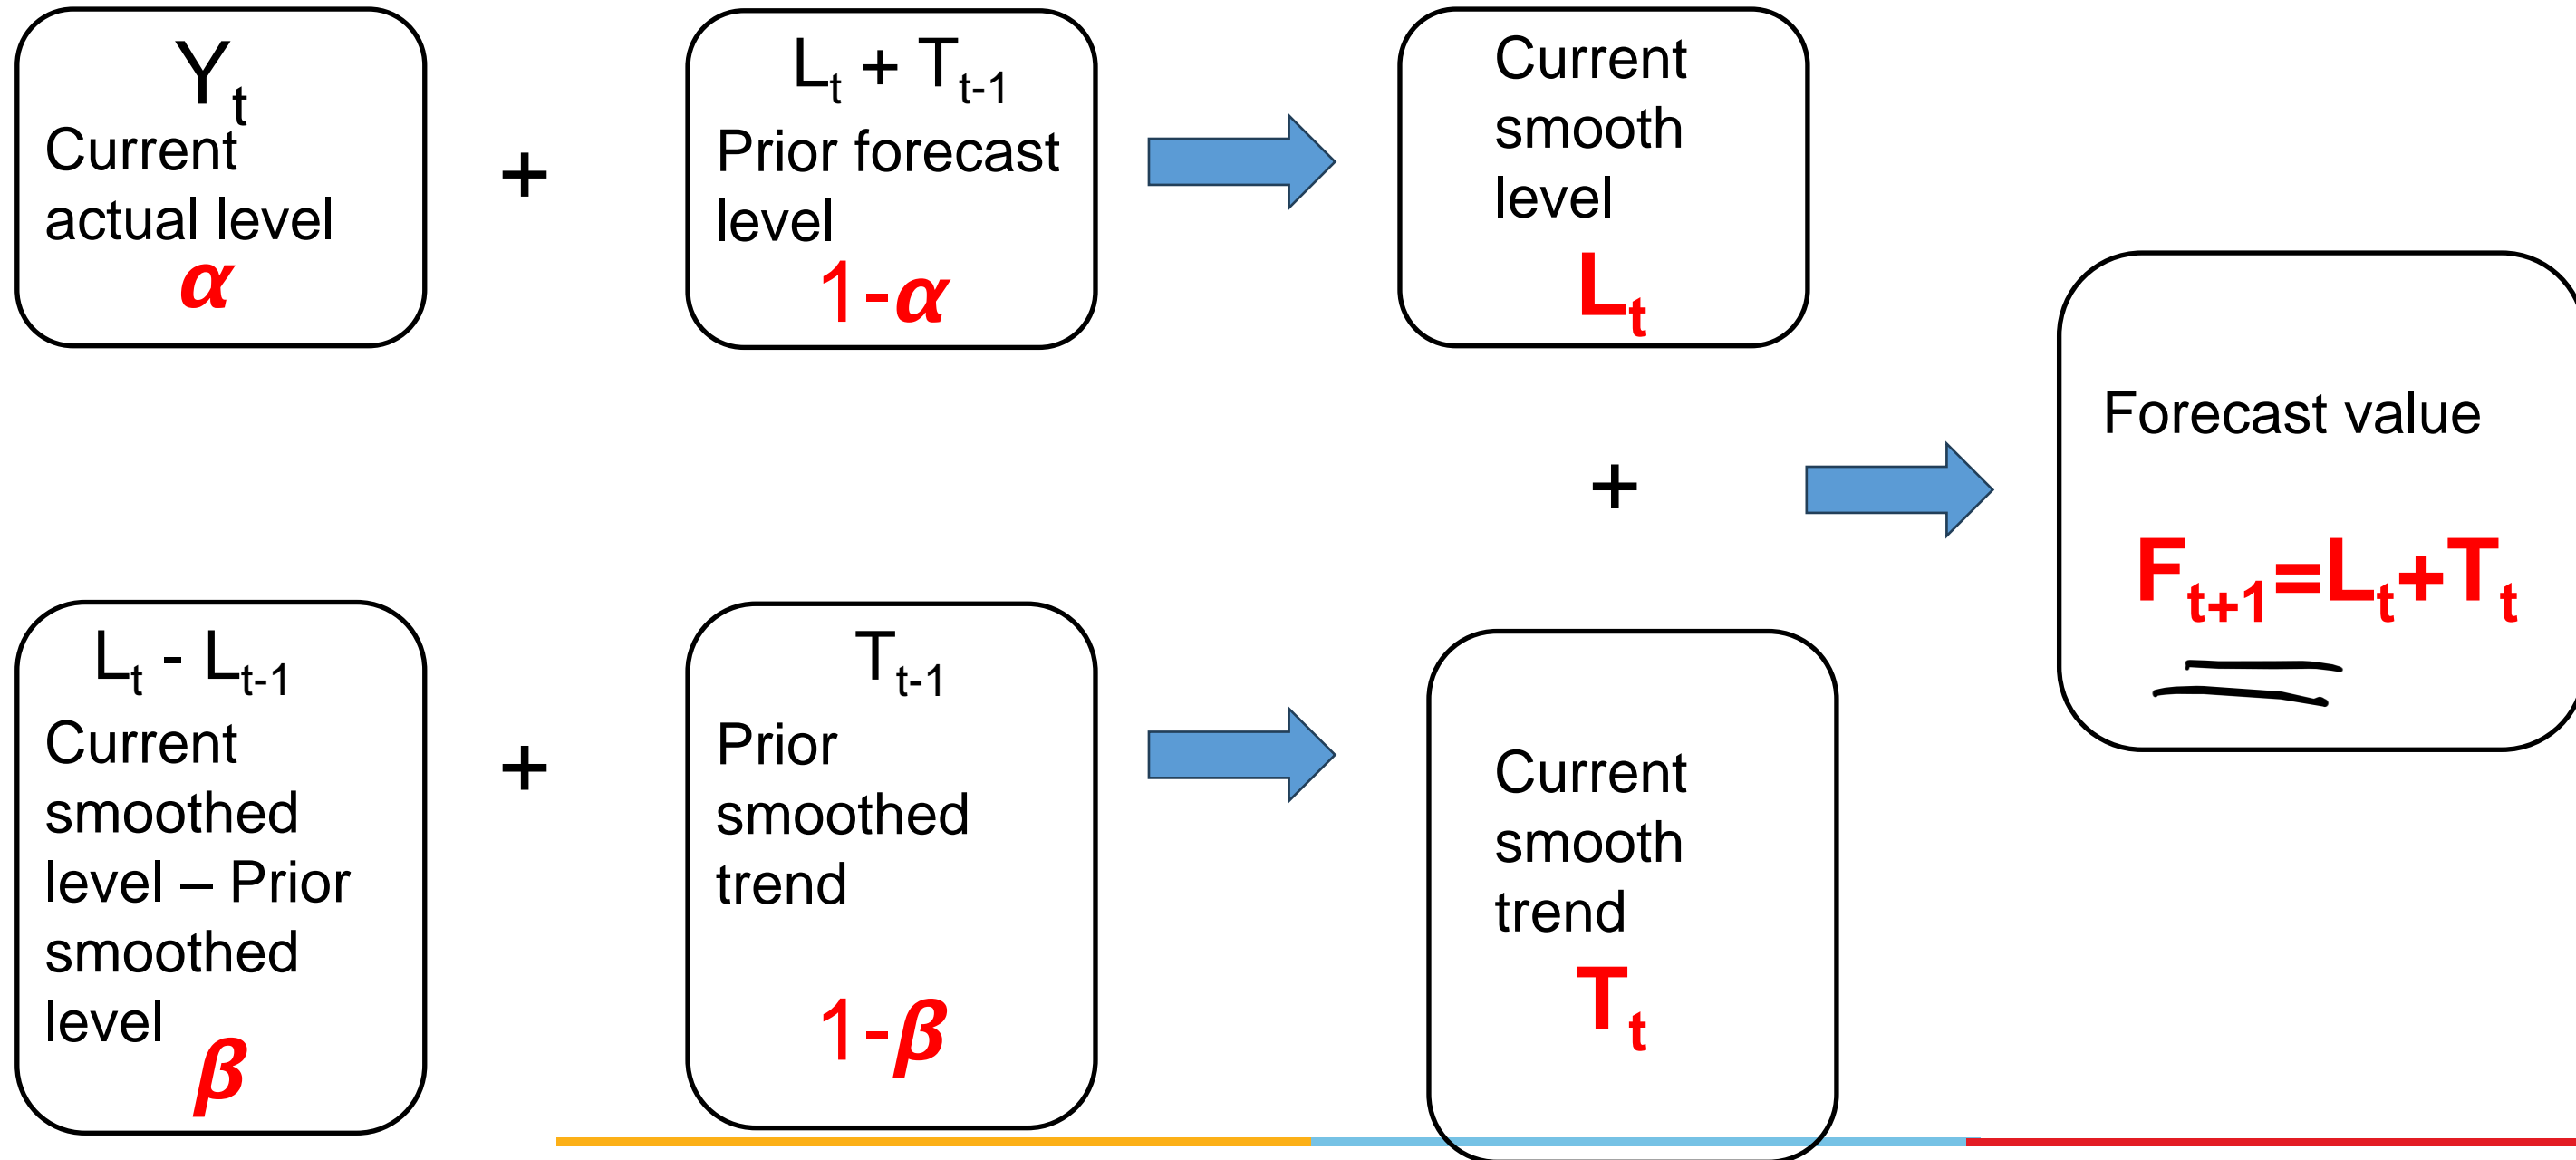 Yₜ
Current
actual level
α
+
Lₜ + Tₜ₋₁
Prior forecast
level
1-α
Current
smooth
level
Lₜ
+
Forecast value
Fₜ₊₁=Lₜ+Tₜ
Lₜ - Lₜ₋₁
Current
smoothed
level – Prior
smoothed
level
β
+
Tₜ₋₁
Prior
smoothed
trend
1-β
Current
smooth
trend
Tₜ